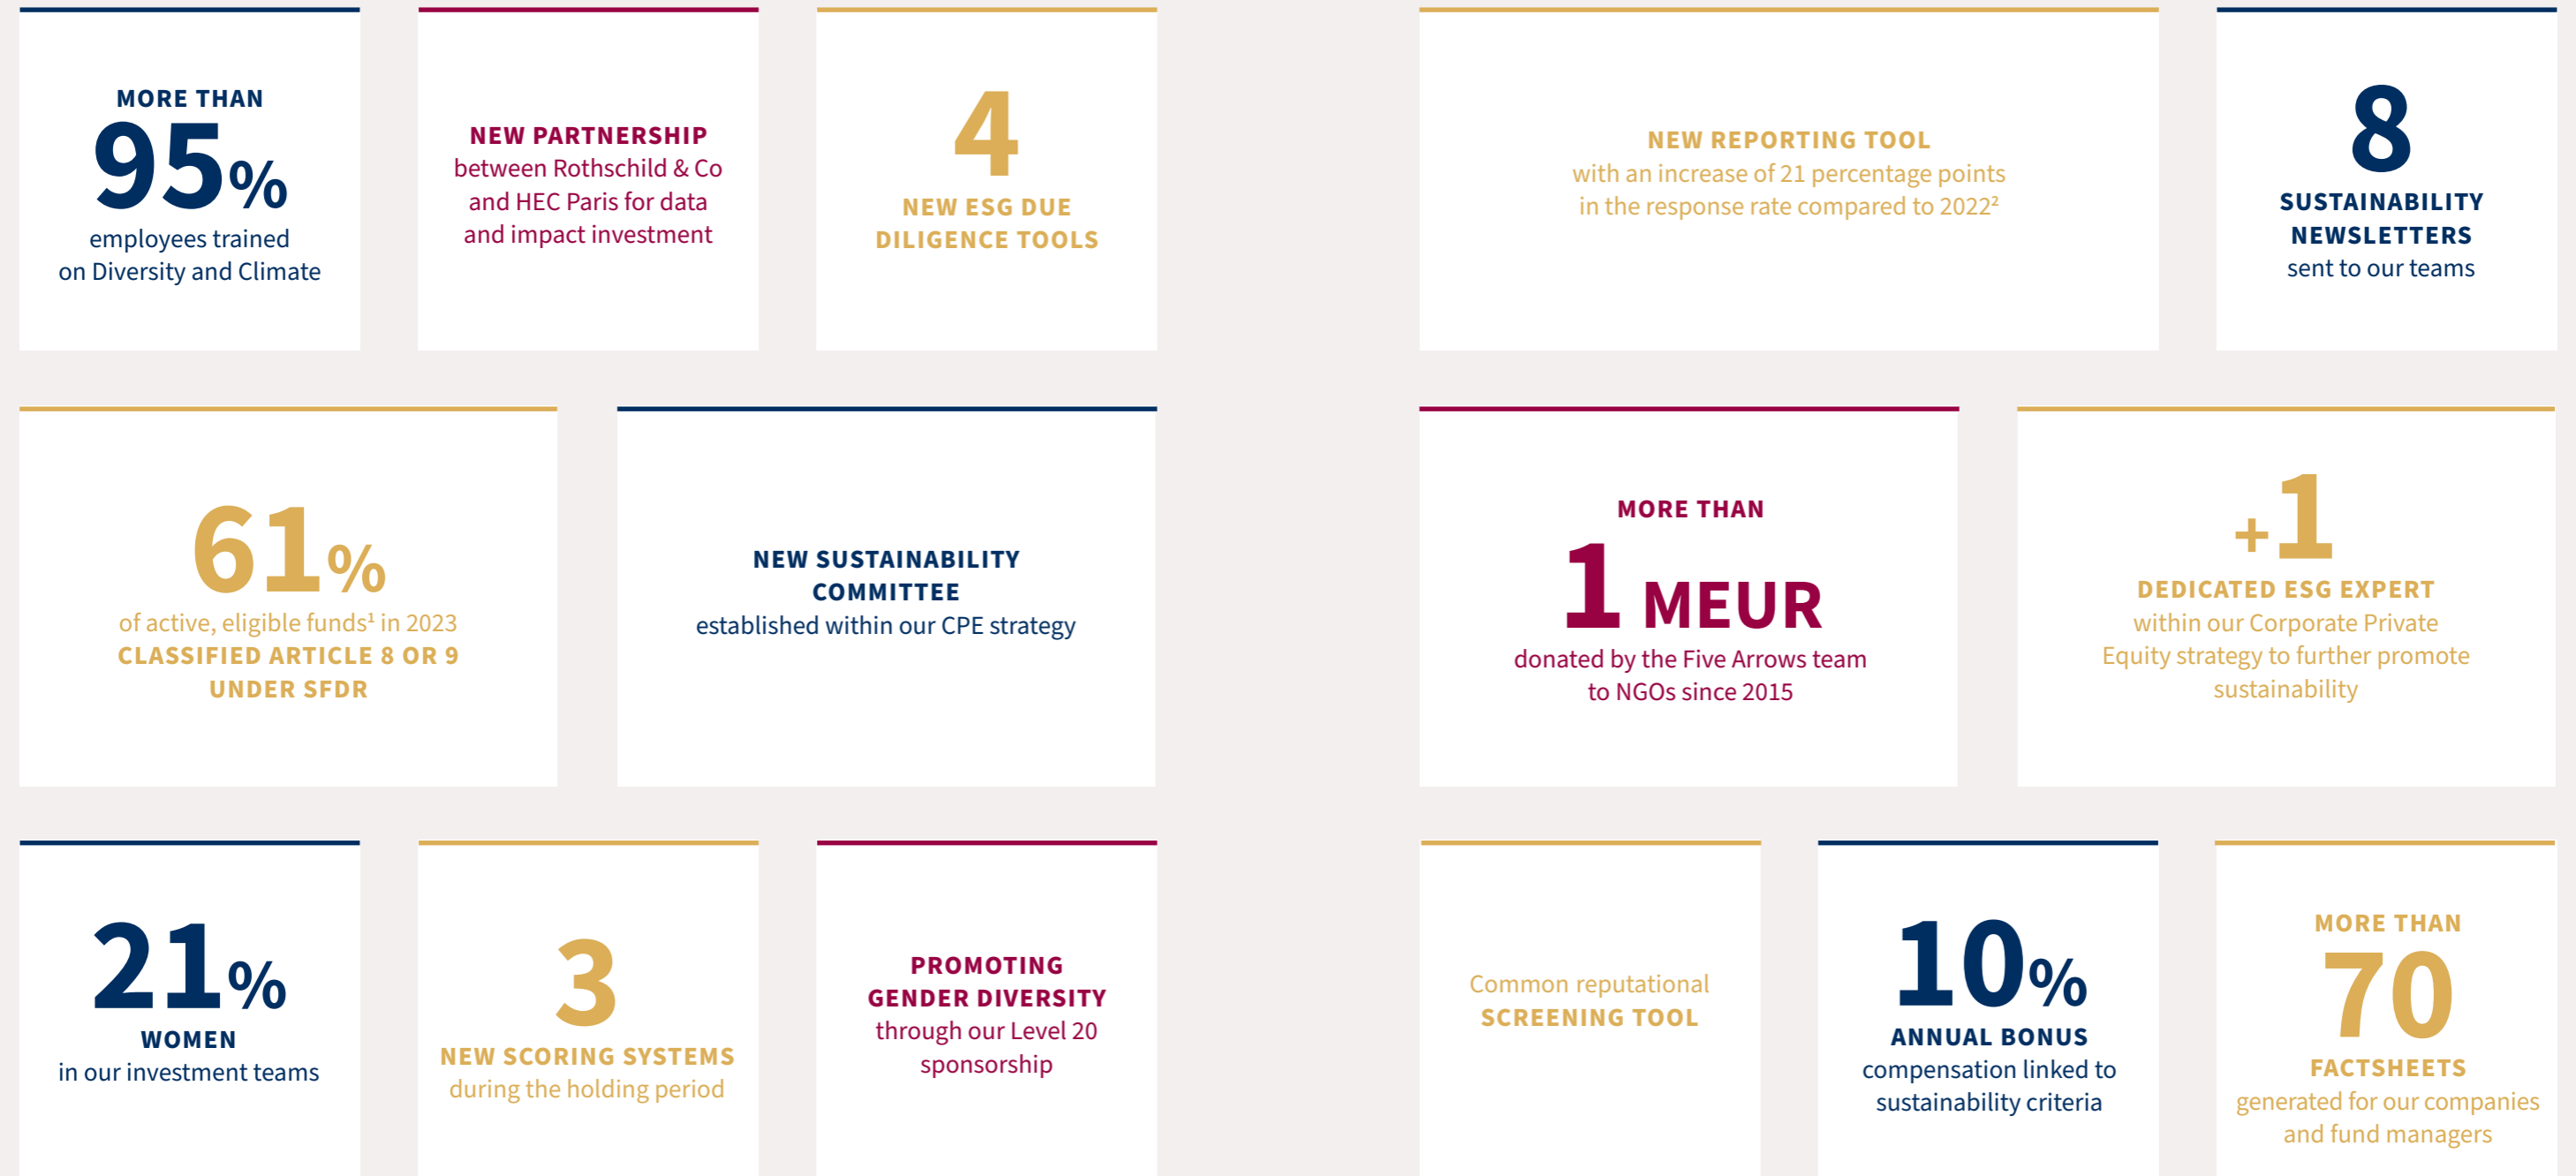 MORE THAN
95%
employees trained
on Diversity and Climate
NEW PARTNERSHIP
between Rothschild & Co
and HEC Paris for data
and impact investment
4
NEW ESG DUE
DILIGENCE TOOLS
NEW REPORTING TOOL
with an increase of 21 percentage points
in the response rate compared to 2022²
8
SUSTAINABILITY
NEWSLETTERS
sent to our teams
61%
of active, eligible funds¹ in 2023
CLASSIFIED ARTICLE 8 OR 9
UNDER SFDR
NEW SUSTAINABILITY
COMMITTEE
established within our CPE strategy
MORE THAN
1 MEUR
donated by the Five Arrows team
to NGOs since 2015
+1
DEDICATED ESG EXPERT
within our Corporate Private
Equity strategy to further promote
sustainability
21%
WOMEN
in our investment teams
3
NEW SCORING SYSTEMS
during the holding period
PROMOTING
GENDER DIVERSITY
through our Level 20
sponsorship
Common reputational
SCREENING TOOL
10%
ANNUAL BONUS
compensation linked to
sustainability criteria
MORE THAN
70
FACTSHEETS
generated for our companies
and fund managers